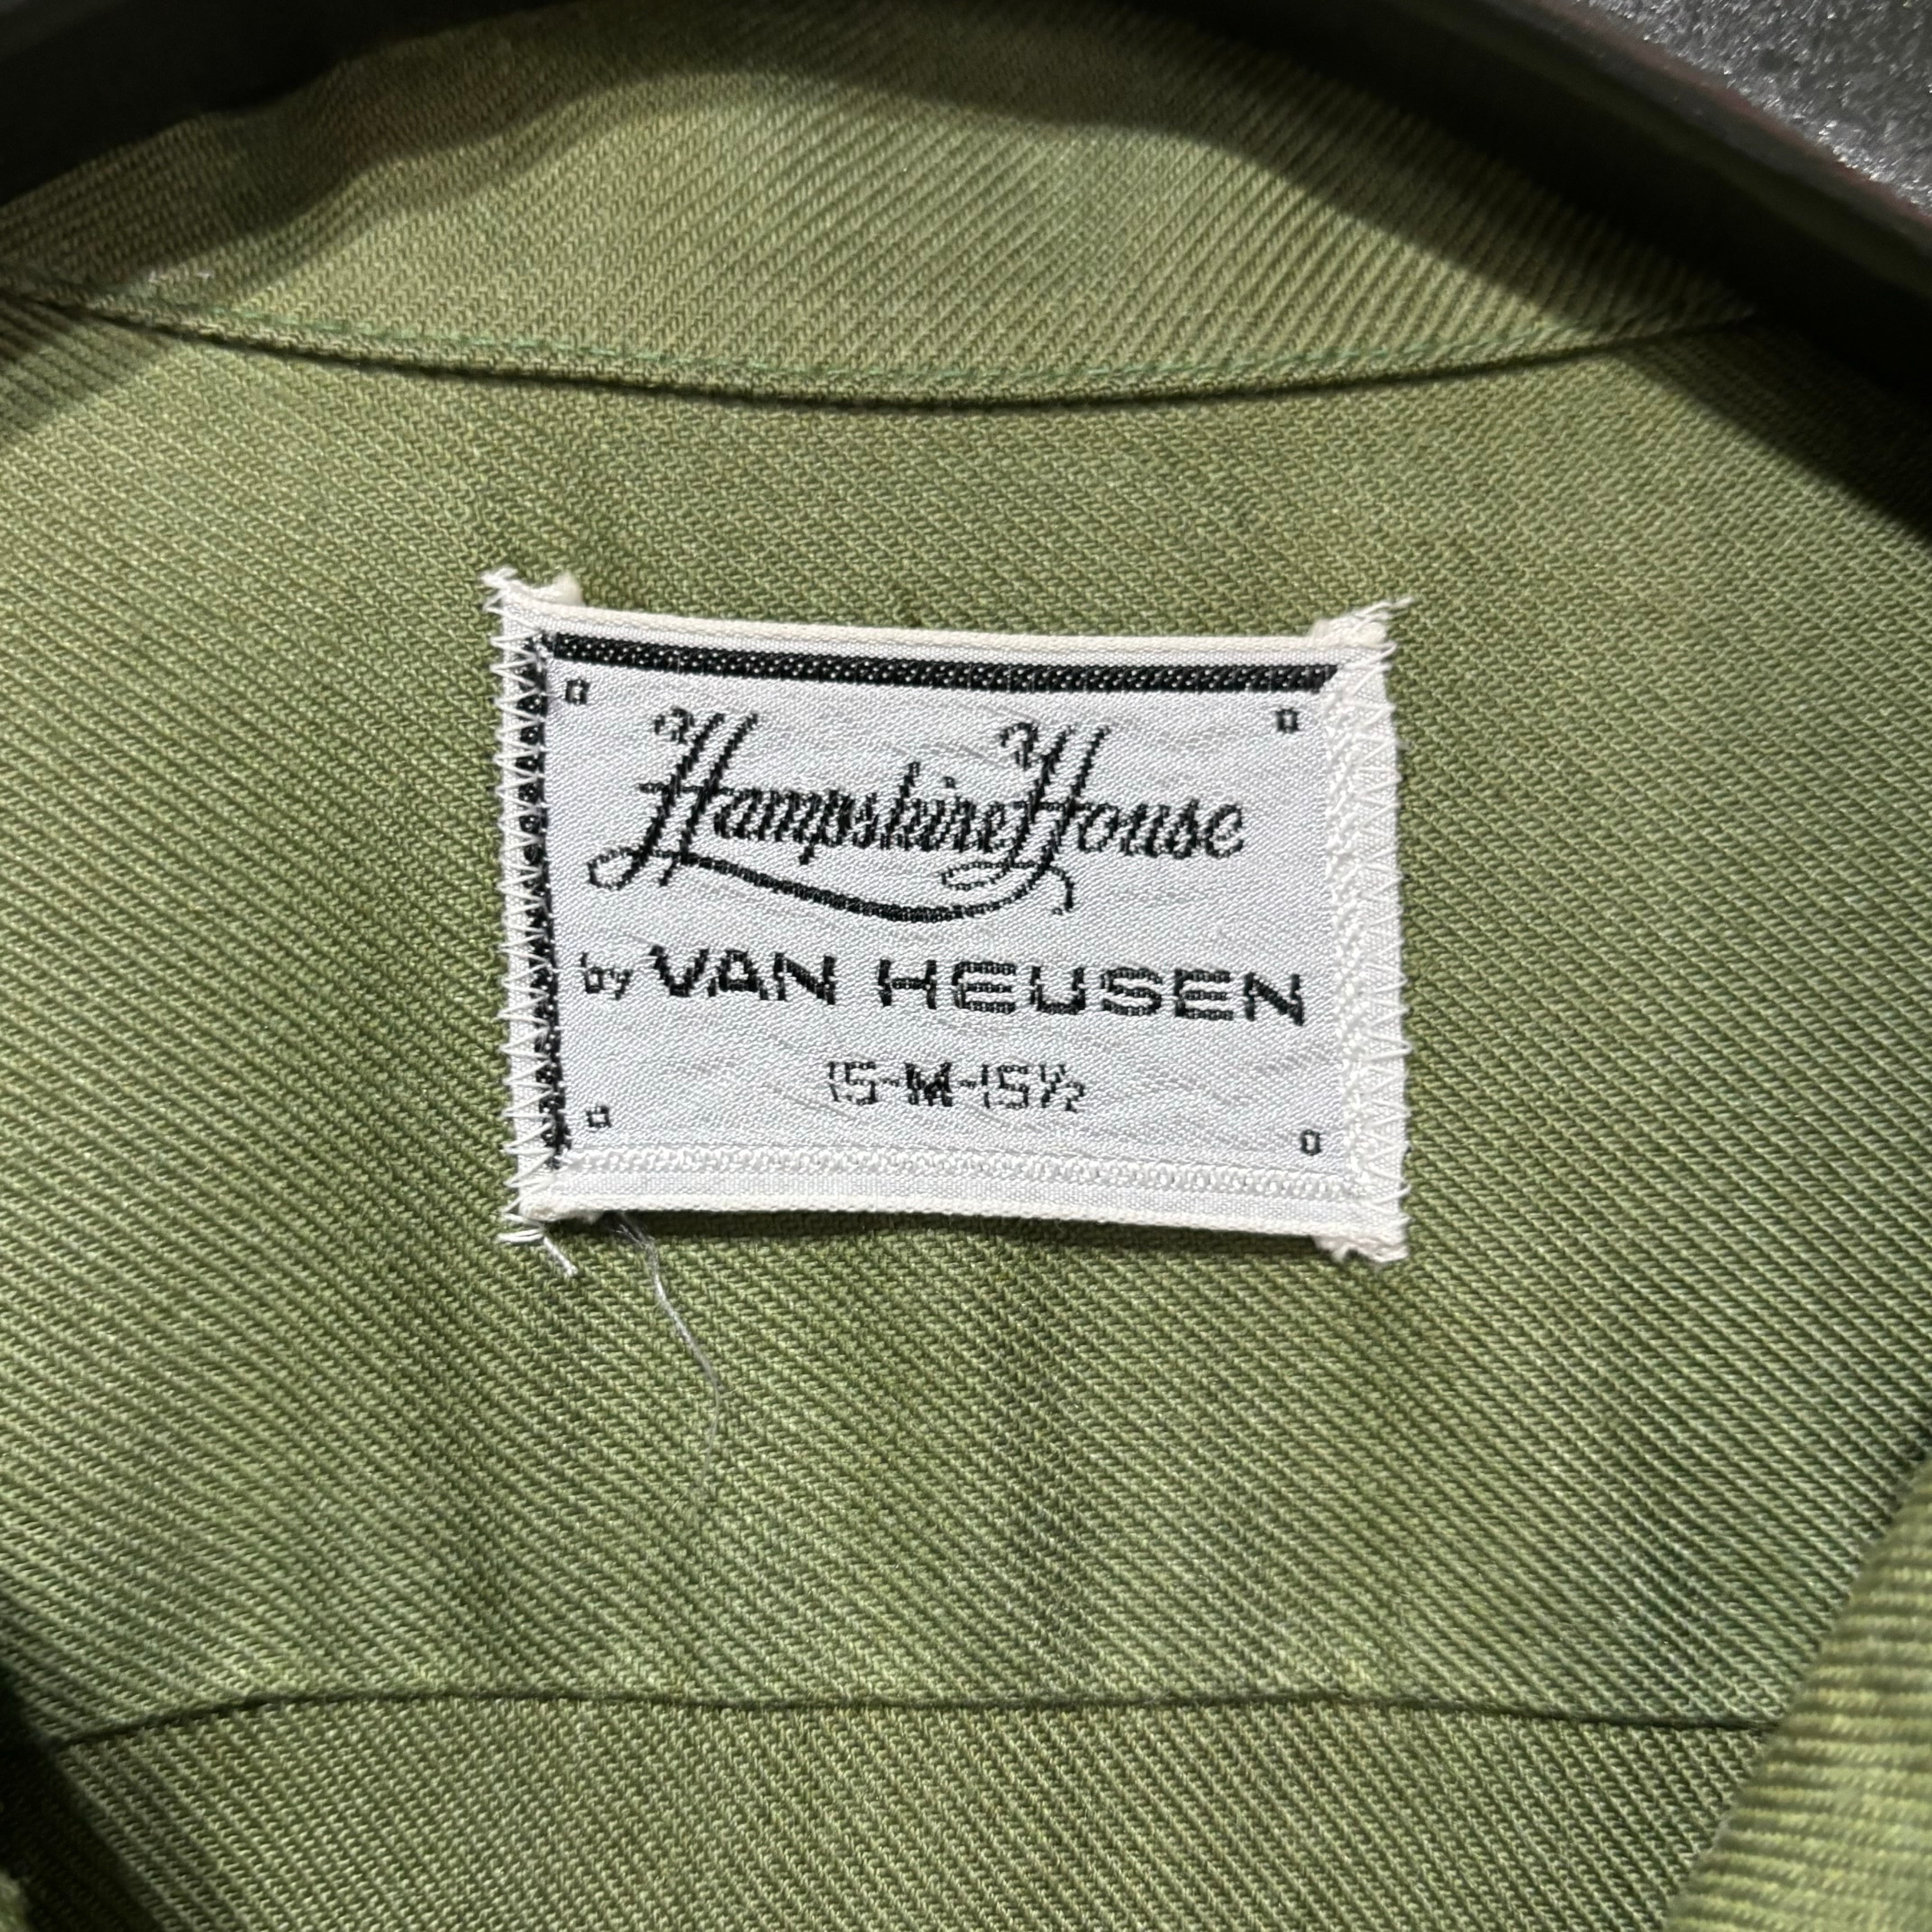 Hampshire House
by VAN HEUSEN
15-M-15½